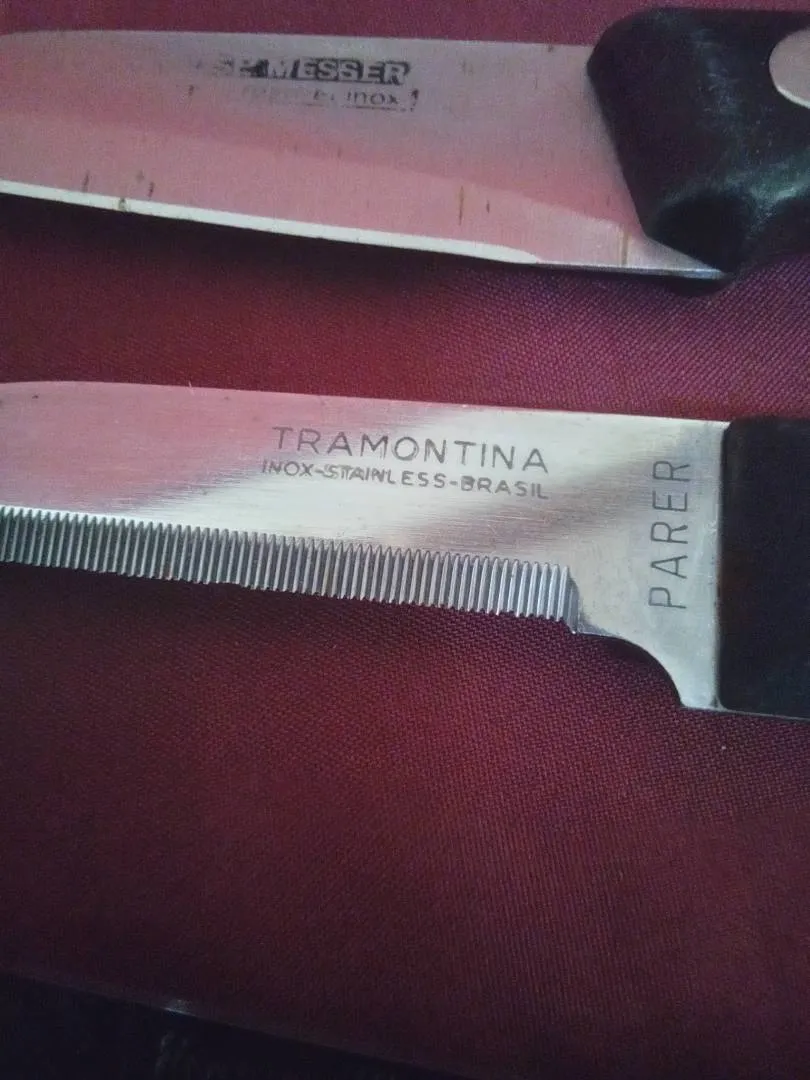 MESSER
inox
TRAMONTINA
INOX-STAINLESS-BRASIL
PARER